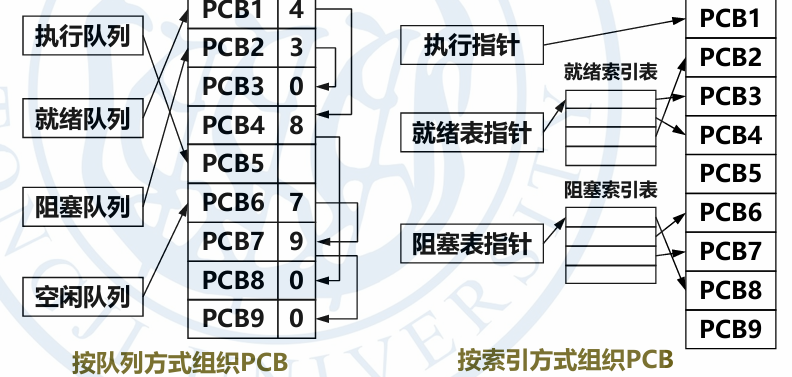 执行队列
就绪队列
阻塞队列
空闲队列
PCB1 4
PCB2 3
PCB3 0
PCB4 8
PCB5
PCB6 7
PCB7 9
PCB8 0
PCB9 0
按队列方式组织PCB
执行指针
就绪表指针
阻塞表指针
就绪索引表
阻塞索引表
PCB1
PCB2
PCB3
PCB4
PCB5
PCB6
PCB7
PCB8
PCB9
按索引方式组织PCB
TONGJI UNIVERSITY